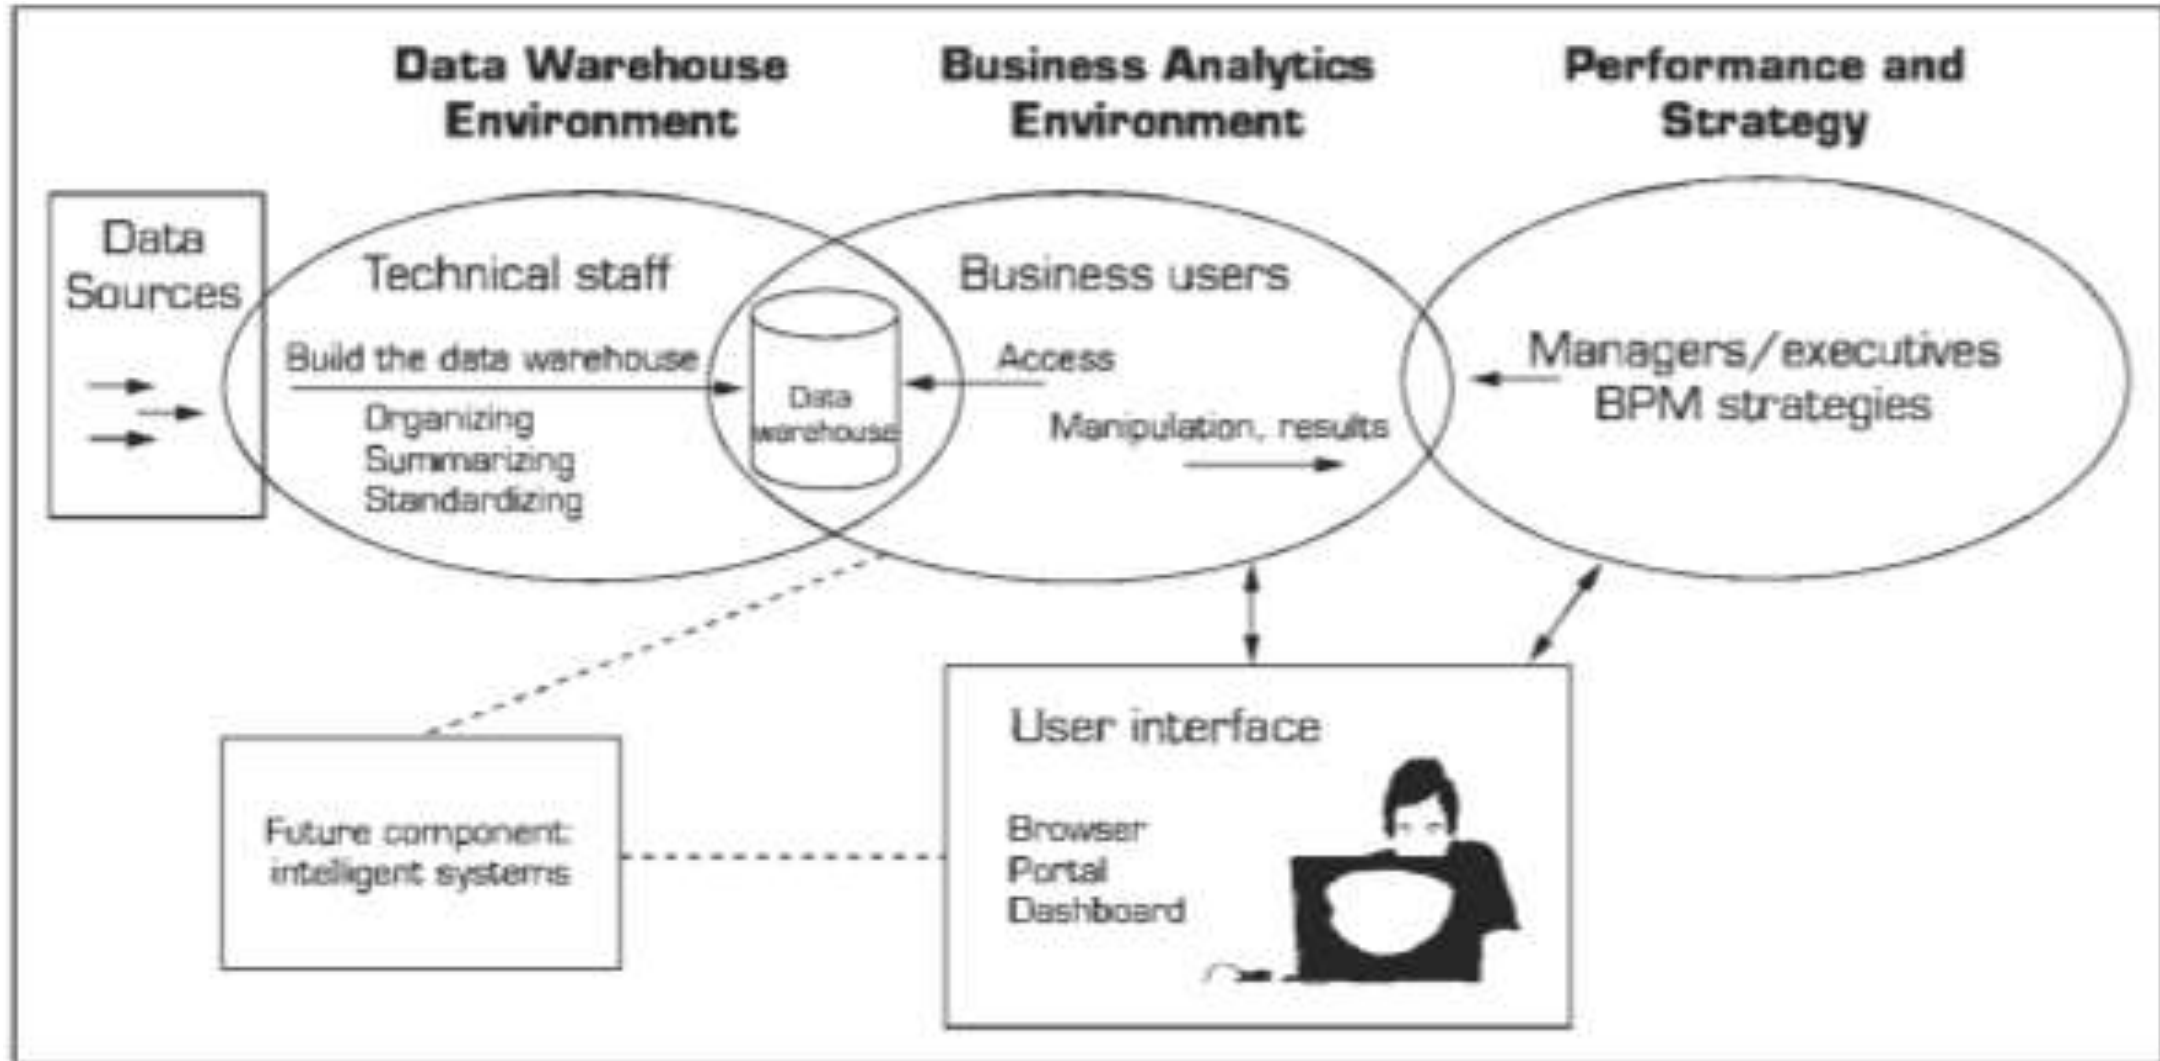 Data Warehouse
Environment
Business Analytics
Environment
Performance and
Strategy
Data
Sources
Technical staff
Build the data warehouse
Organizing
Summarizing
Standardizing
Data
warehouse
Business users
Access
Manipulation, results
Managers/executives
BPM strategies
Future component:
intelligent systems
User interface
Browser
Portal
Dashboard